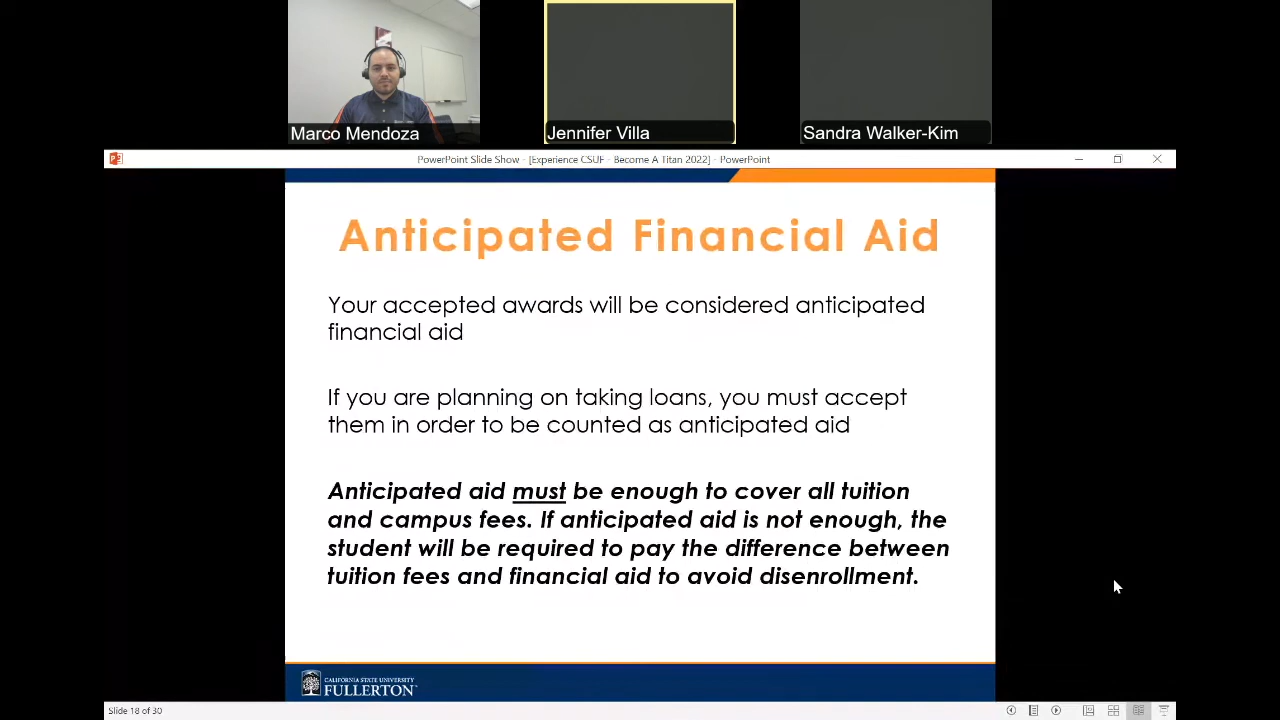 Marco Mendoza
Jennifer Villa
Sandra Walker-Kim
PowerPoint Slide Show - [Experience CSUF - Become A Titan 2022] - PowerPoint
Anticipated Financial Aid
Your accepted awards will be considered anticipated
financial aid
If you are planning on taking loans, you must accept
them in order to be counted as anticipated aid
Anticipated aid must be enough to cover all tuition
and campus fees. If anticipated aid is not enough, the
student will be required to pay the difference between
tuition fees and financial aid to avoid disenrollment.
CALIFORNIA STATE UNIVERSITY
FULLERTON
Slide 18 of 30